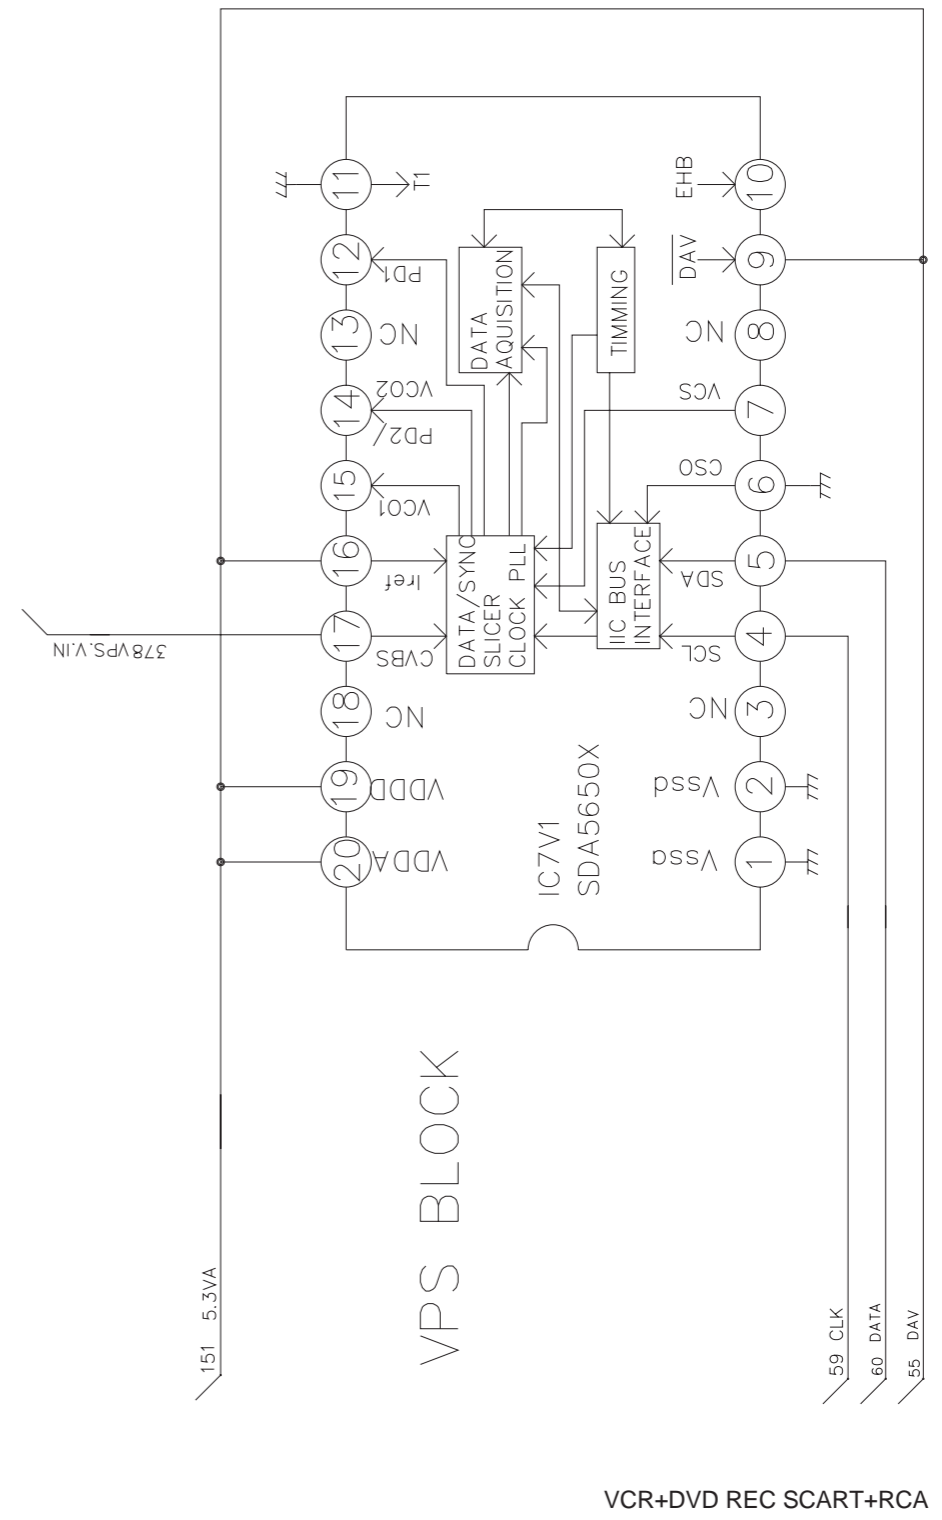 11
T1
12
PD1
13
NC
14
PD2/
VCO2
15
VCO1
16
Iref
17
CVBS
378VPS.V.IN
18
NC
19
VDDD
20
VDDA
EHB
10
DAV
9
NC
8
VCS
7
CSO
6
SDA
5
SCL
4
NC
3
Vssd
2
Vssa
1
DATA
AQUISITION
TIMMING
DATA/SYNC
SLICER
CLOCK PLL
IIC BUS
INTERFACE
IC7V1
SDA5650X
VPS BLOCK
151 5.3VA
59 CLK
60 DATA
55 DAV
VCR+DVD REC SCART+RCA